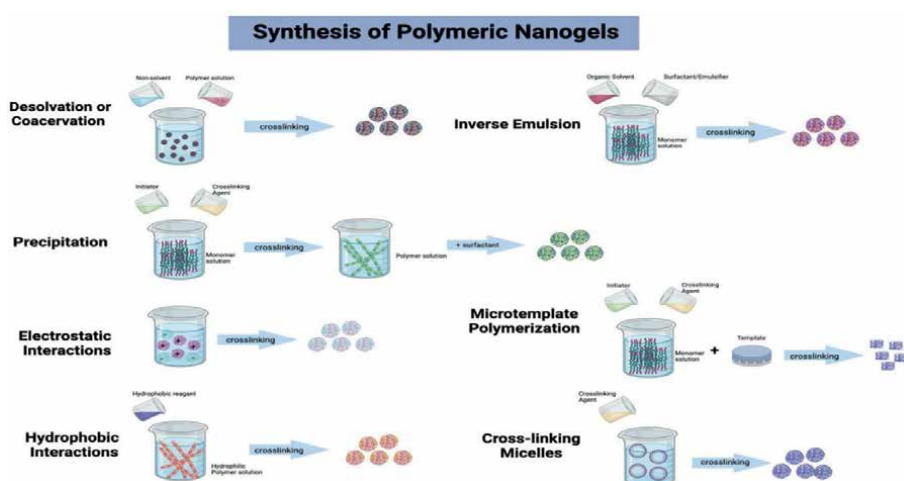 Synthesis of Polymeric Nanogels
Desolvation or
Coacervation
Non-solvent
Polymer solution
crosslinking
Inverse Emulsion
Organic Solvent
Surfactant/Emulsifier
Monomer
solution
crosslinking
Precipitation
Initiator
Crosslinking
Agent
Monomer
solution
crosslinking
Polymer solution
+ surfactant
Electrostatic
Interactions
crosslinking
Microtemplate
Polymerization
Initiator
Crosslinking
Agent
Monomer
solution
+
Template
crosslinking
Hydrophobic
Interactions
Hydrophobic reagent
Hydrophilic
Polymer solution
crosslinking
Cross-linking
Micelles
Crosslinking
Agent
crosslinking